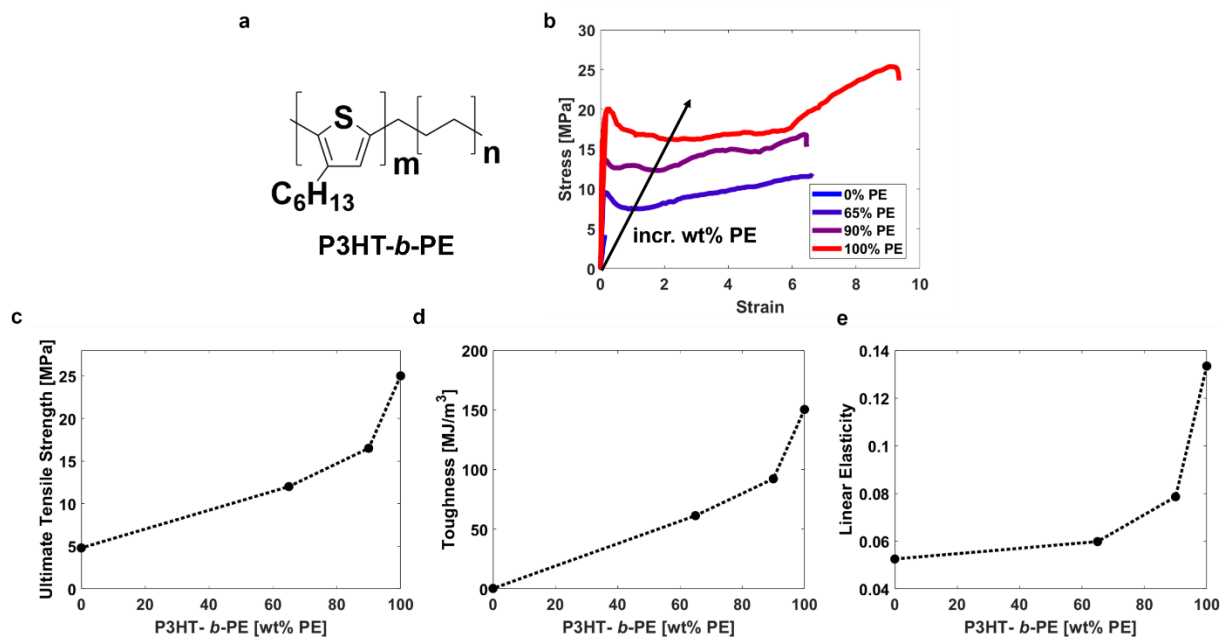 a
S
m
n
C6H13
P3HT-b-PE
b
30
25
20
15
10
5
0
0
2
4
6
8
10
Stress [MPa]
Strain
incr. wt% PE
0% PE
65% PE
90% PE
100% PE
c
25
20
15
10
5
0
0
20
40
60
80
100
Ultimate Tensile Strength [MPa]
P3HT- b-PE [wt% PE]
d
200
150
100
50
0
0
20
40
60
80
100
Toughness [MJ/m³]
P3HT- b-PE [wt% PE]
e
0.14
0.12
0.1
0.08
0.06
0.04
0
20
40
60
80
100
Linear Elasticity
P3HT- b-PE [wt% PE]